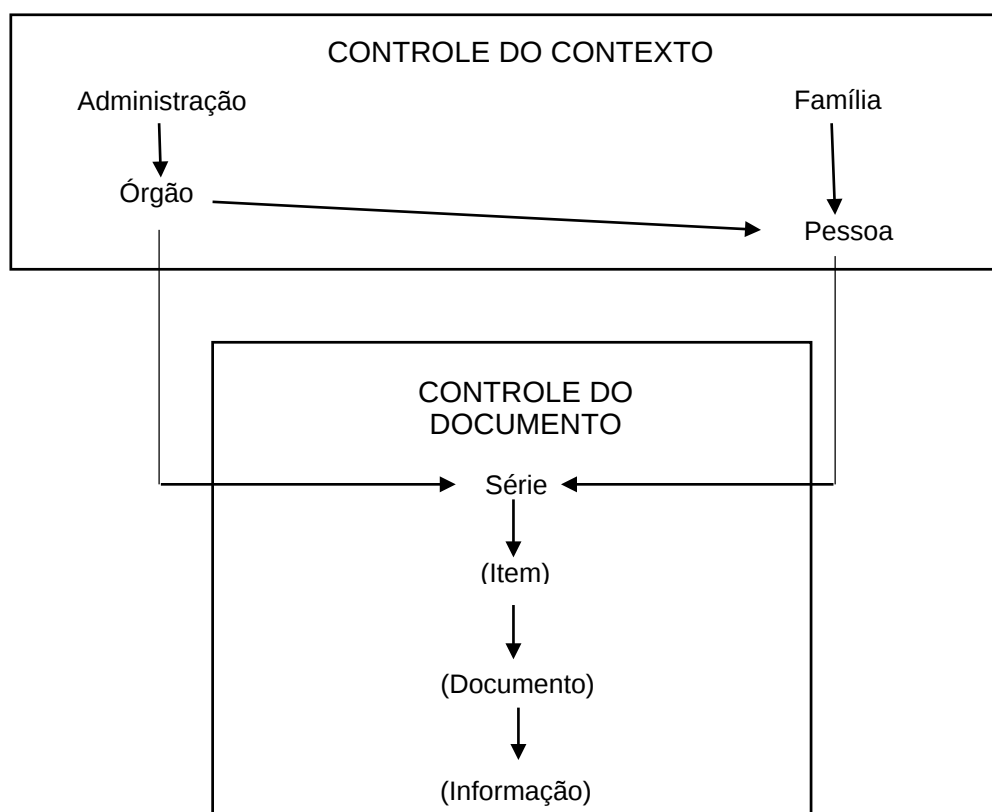 CONTROLE DO CONTEXTO
Administração
Família
Órgão
Pessoa
CONTROLE DO
DOCUMENTO
Série
(Item)
(Documento)
(Informação)